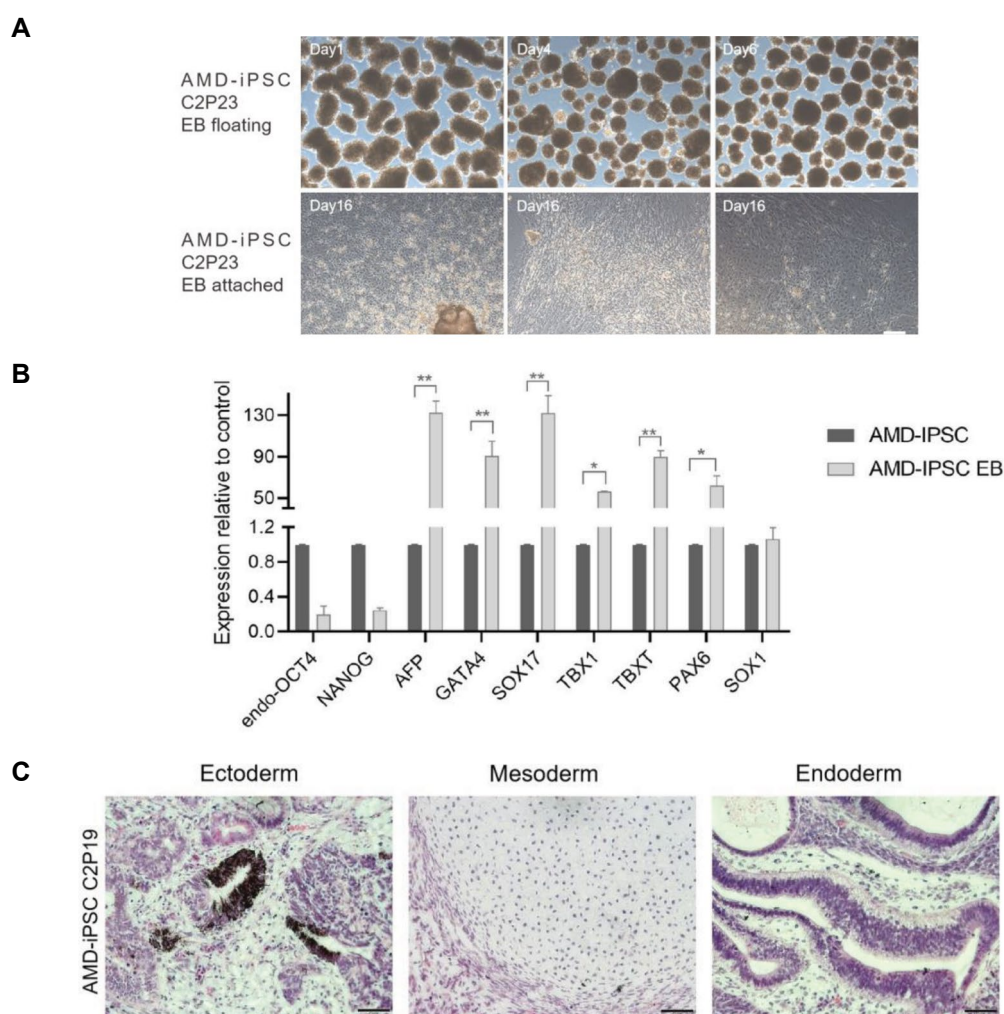 A
AMD-iPSC
C2P23
EB floating
Day1
Day4
Day6
AMD-iPSC
C2P23
EB attached
Day16
Day16
Day16
B
Expression relative to control
130
90
50
1.2
0.8
0.4
0.0
**
**
**
*
**
*
AMD-IPSC
AMD-IPSC EB
endo-OCT4
NANOG
AFP
GATA4
SOX17
TBX1
TBXT
PAX6
SOX1
C
Ectoderm
Mesoderm
Endoderm
AMD-iPSC C2P19